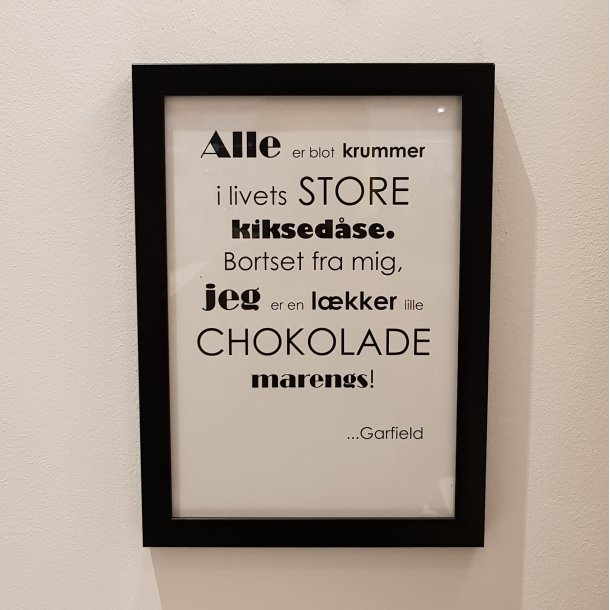 Alle er blot krummer
i livets STORE
kiksedåse.
Bortset fra mig,
jeg er en lækker lille
CHOKOLADE
marengs!
...Garfield